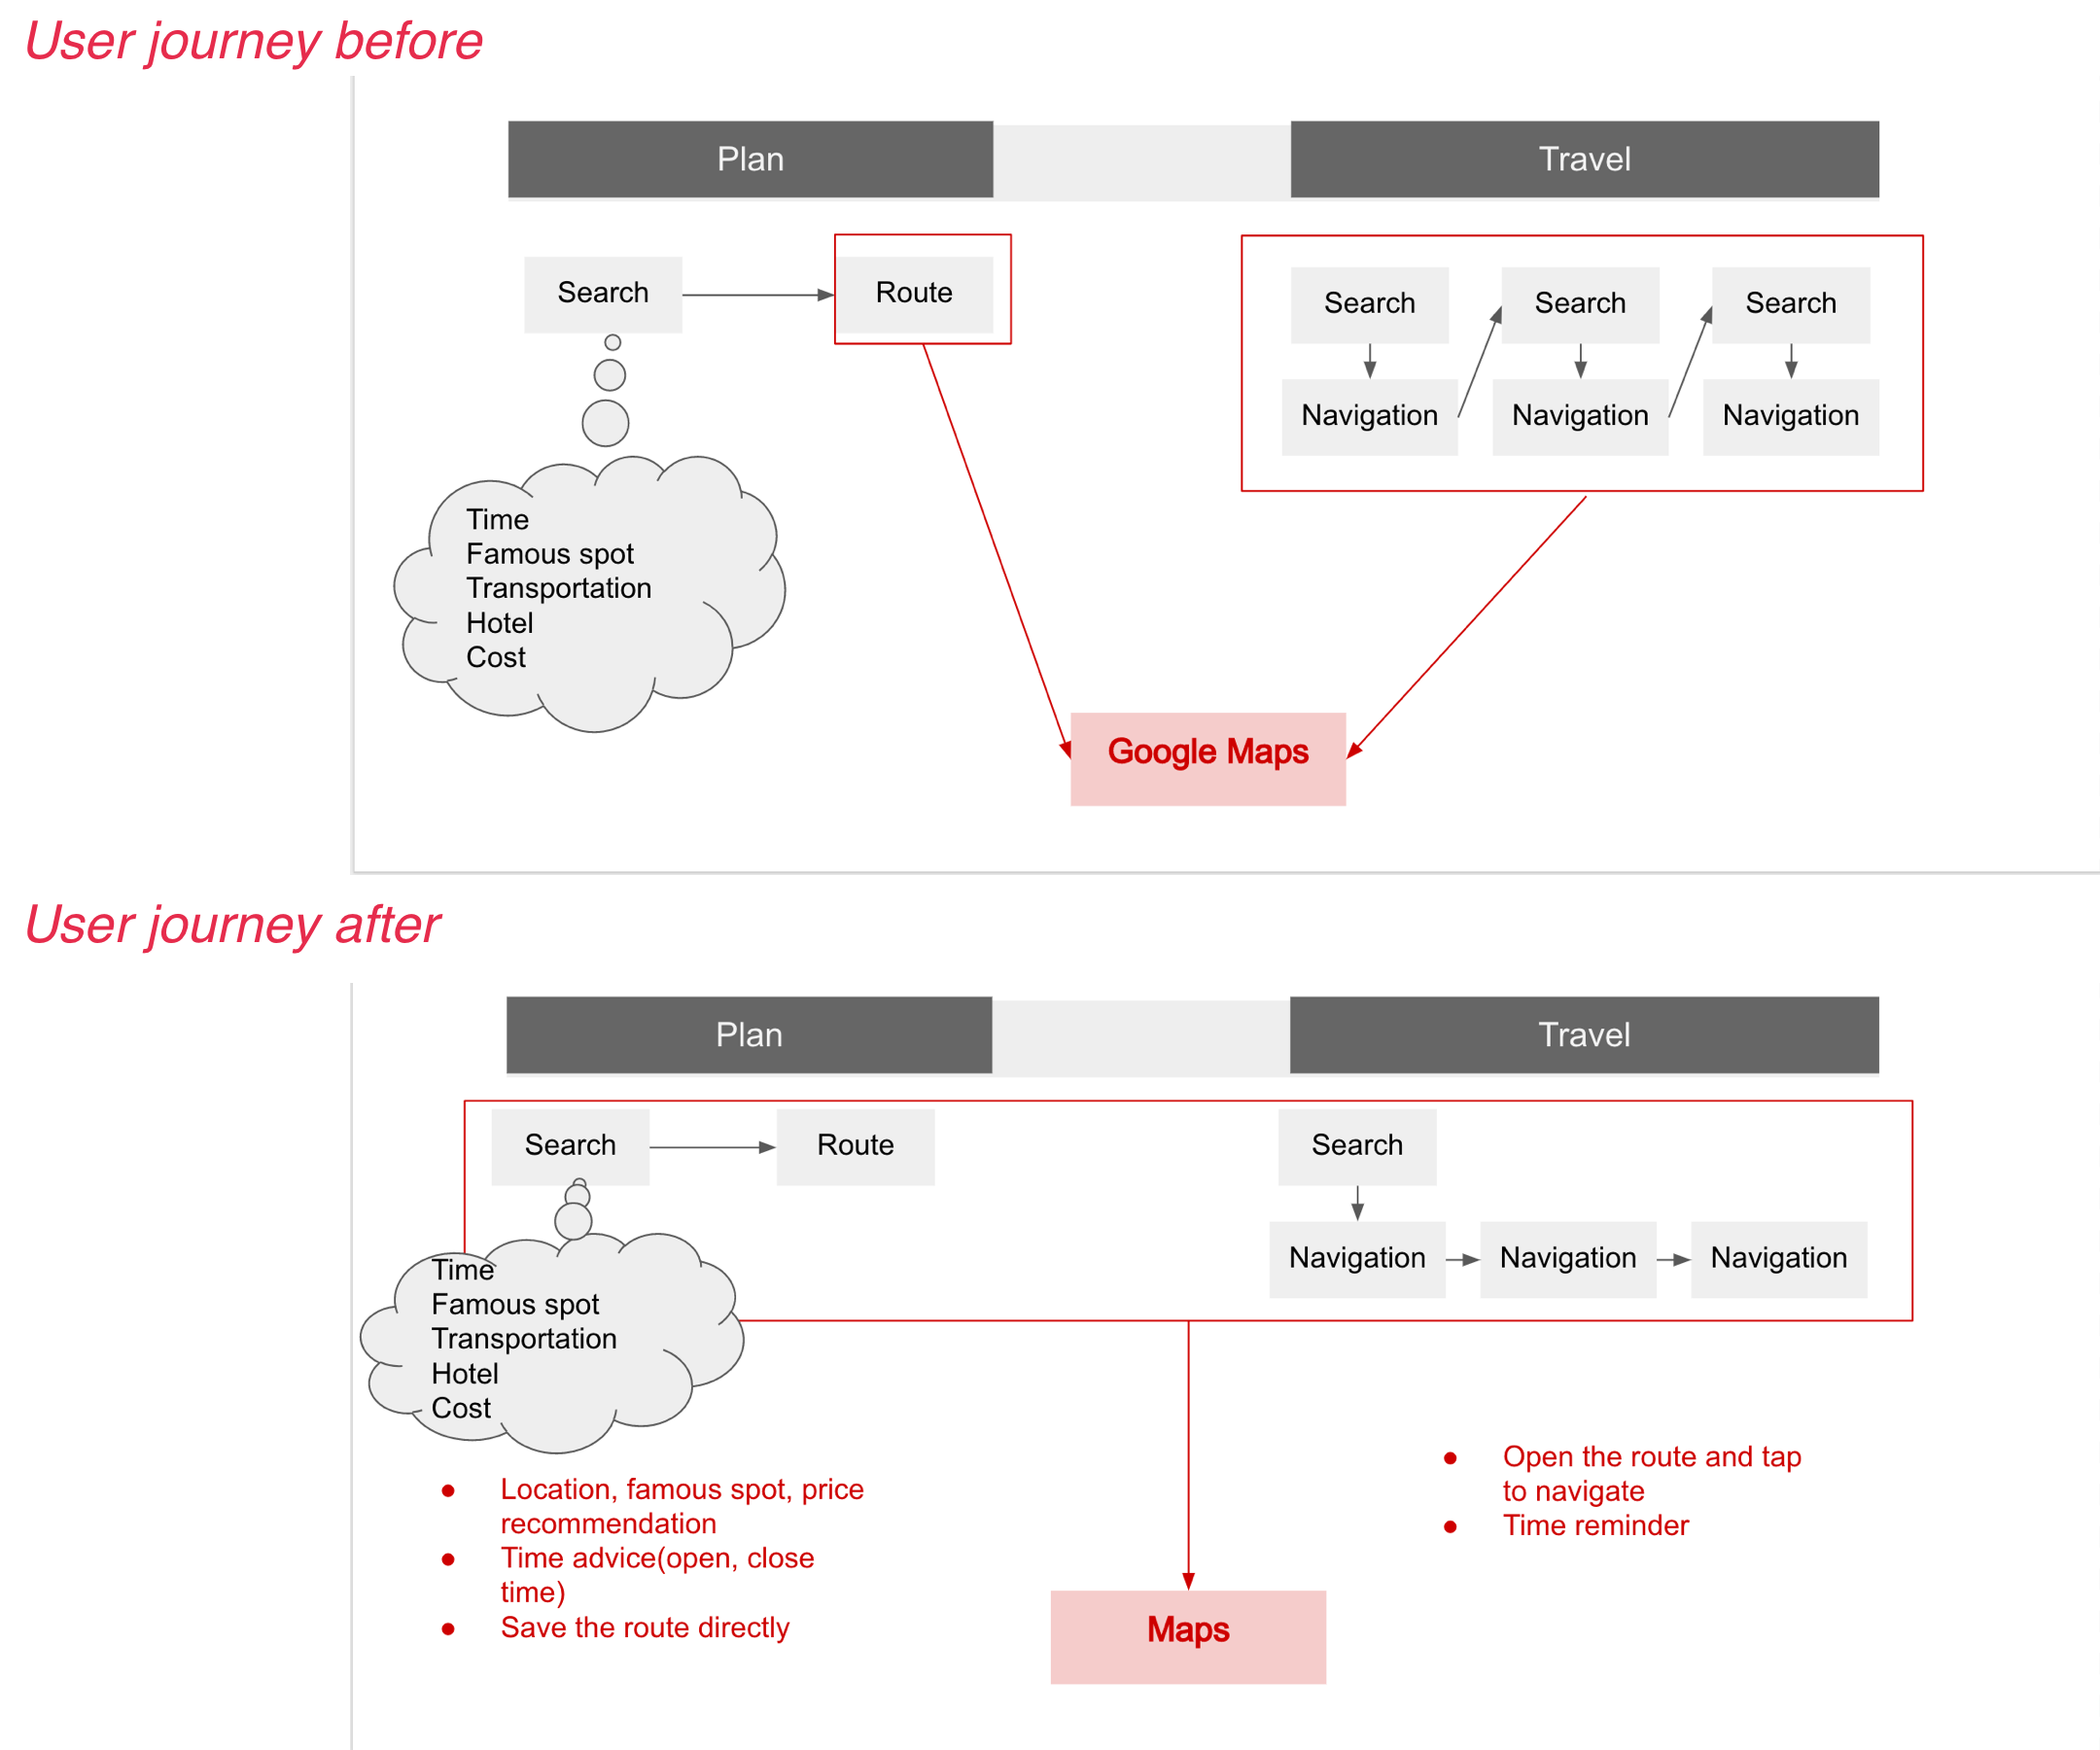 User journey before
Plan
Travel
Search
Route
Search
Search
Search
Navigation
Navigation
Navigation
Time
Famous spot
Transportation
Hotel
Cost
Google Maps
User journey after
Plan
Travel
Search
Route
Search
Navigation
Navigation
Navigation
Time
Famous spot
Transportation
Hotel
Cost
● Location, famous spot, price
recommendation
● Time advice(open, close
time)
● Save the route directly
● Open the route and tap
to navigate
● Time reminder
Maps